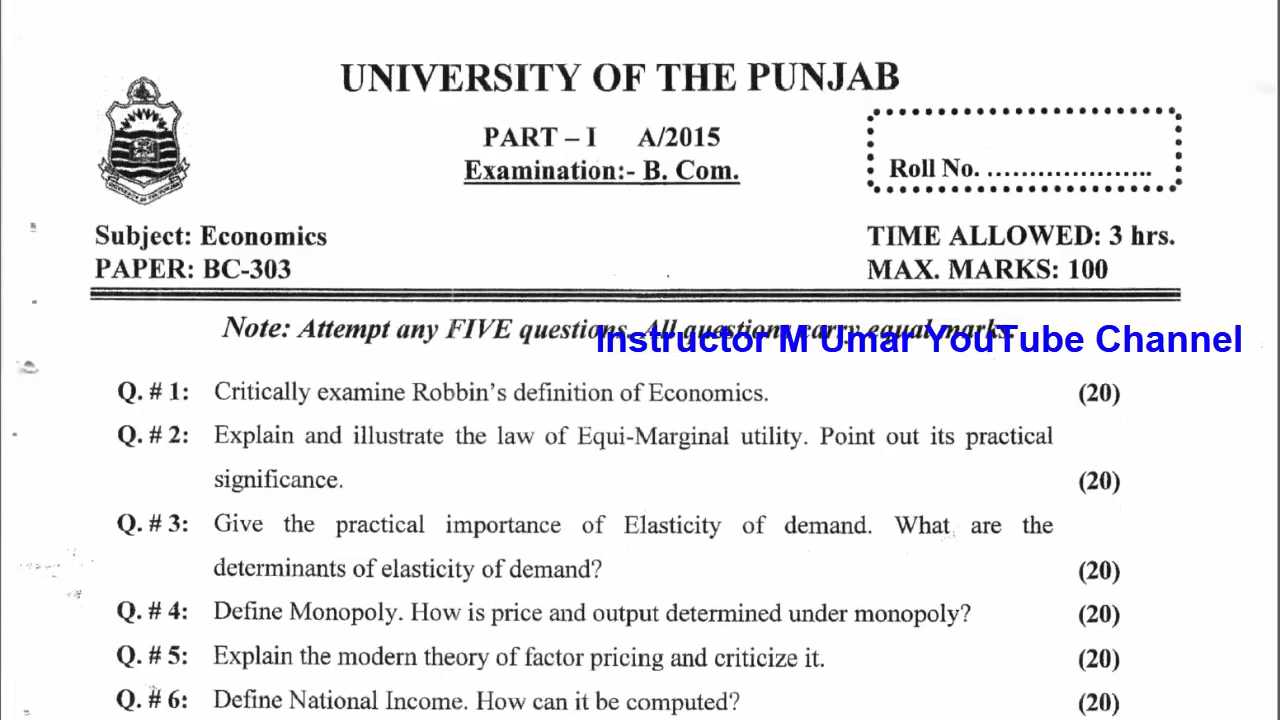 UNIVERSITY OF THE PUNJAB
PART – I A/2015
Examination:- B. Com.
Roll No. .....................
Subject: Economics
TIME ALLOWED: 3 hrs.
PAPER: BC-303
MAX. MARKS: 100
Note: Attempt any FIVE questions. All questions carry equal marks.
Instructor M Umar YouTube Channel
Q. # 1: Critically examine Robbin's definition of Economics. (20)
Q. # 2: Explain and illustrate the law of Equi-Marginal utility. Point out its practical
significance. (20)
Q. # 3: Give the practical importance of Elasticity of demand. What are the
determinants of elasticity of demand? (20)
Q. # 4: Define Monopoly. How is price and output determined under monopoly? (20)
Q. # 5: Explain the modern theory of factor pricing and criticize it. (20)
Q. # 6: Define National Income. How can it be computed? (20)